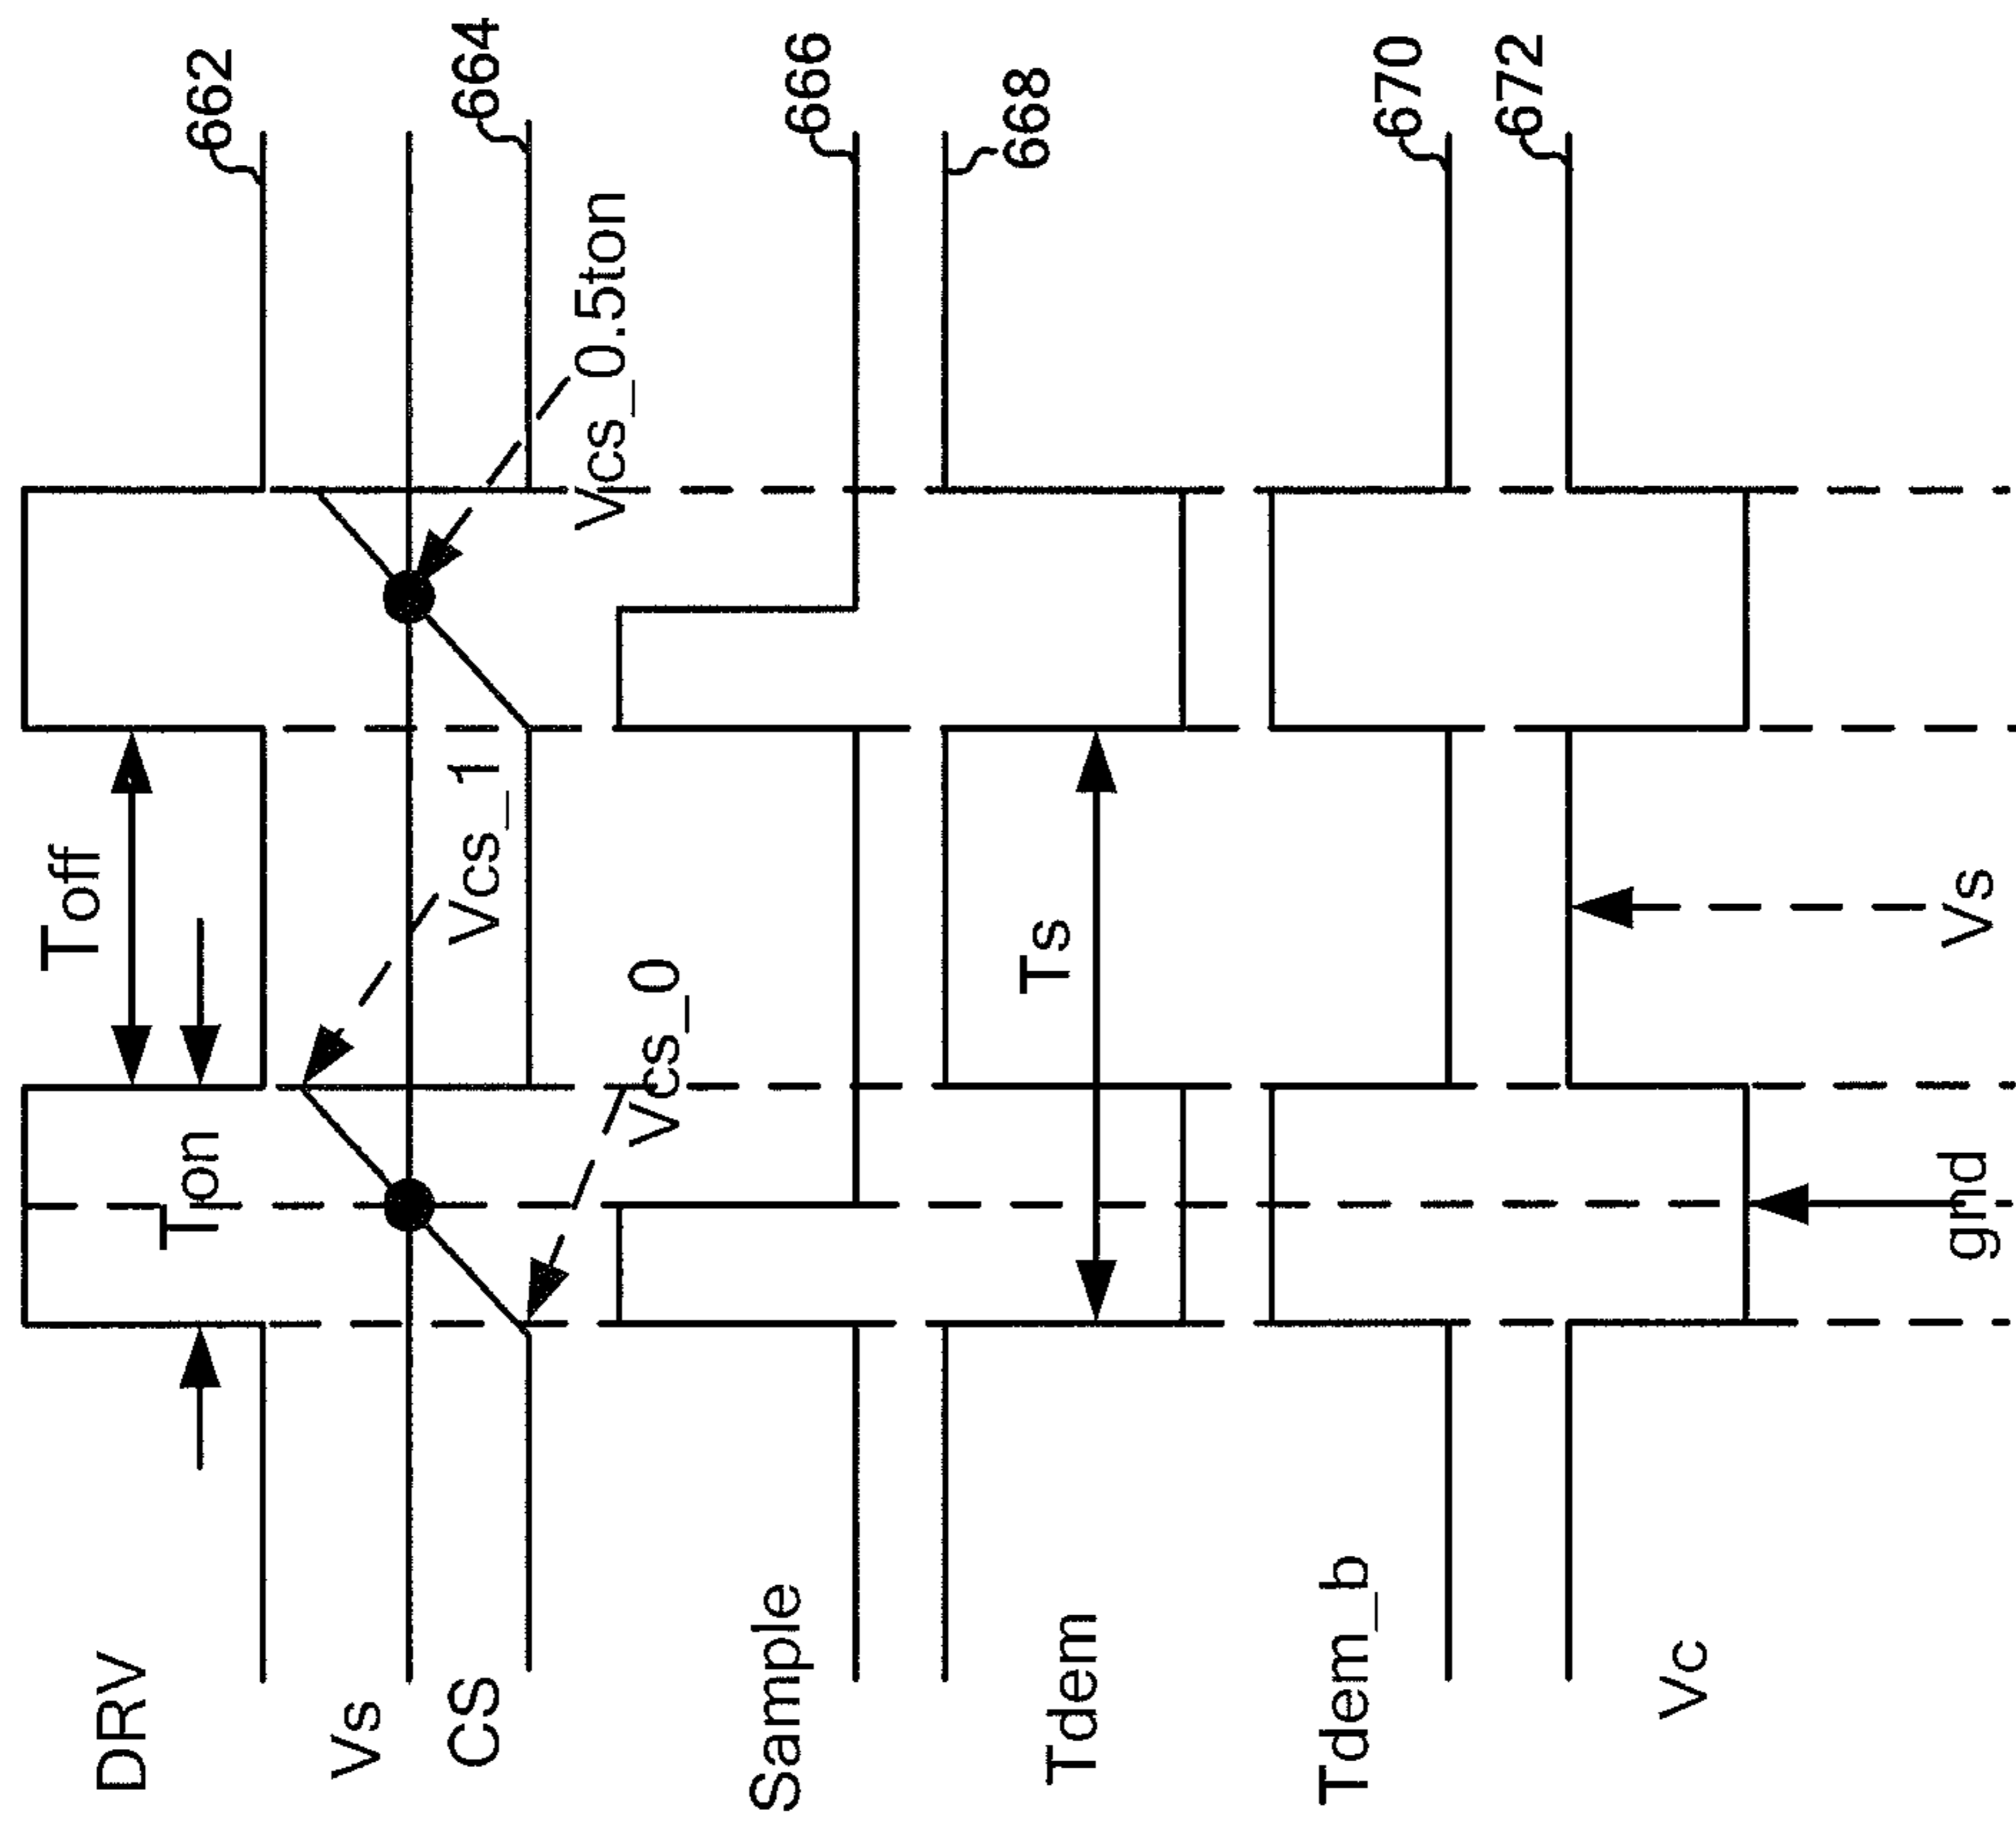 DRV
Ton
Toff
662
Vs
CS
Vcs_1
664
Vcs_0
Vcs_0.5ton
Sample
666
Tdem
Ts
668
Tdem_b
670
Vc
672
gnd
Vs